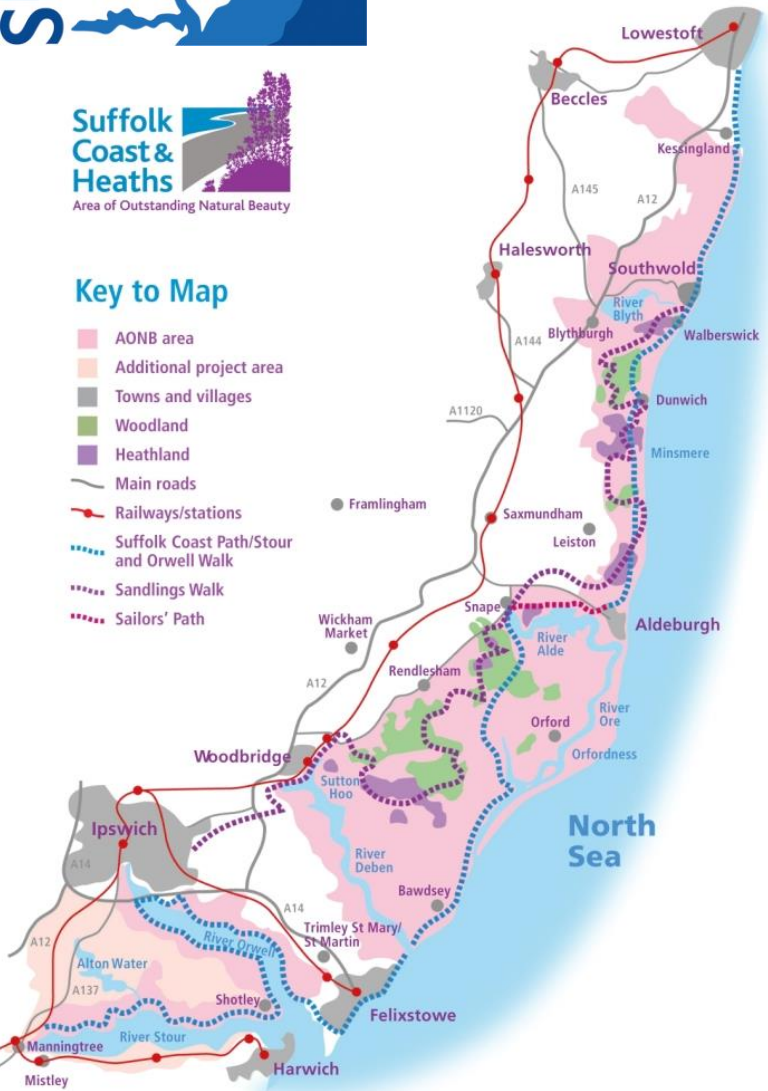 S
Suffolk
Coast &
Heaths
Area of Outstanding Natural Beauty
Key to Map
AONB area
Additional project area
Towns and villages
Woodland
Heathland
Main roads
Railways/stations
Suffolk Coast Path/Stour
and Orwell Walk
Sandlings Walk
Sailors' Path
Lowestoft
Beccles
Kessingland
A145
A12
Halesworth
Southwold
River
Blyth
Blythburgh
Walberswick
A144
Dunwich
A1120
Minsmere
Framlingham
Saxmundham
Leiston
Snape
Aldeburgh
Wickham
Market
River
Alde
Rendlesham
A12
River
Ore
Orford
Woodbridge
Orfordness
Sutton
Hoo
North
Sea
Ipswich
River
Deben
A14
Bawdsey
A14
Trimley St Mary/
St Martin
A12
River Orwell
Alton Water
A137
Shotley
Felixstowe
River Stour
Manningtree
Harwich
Mistley